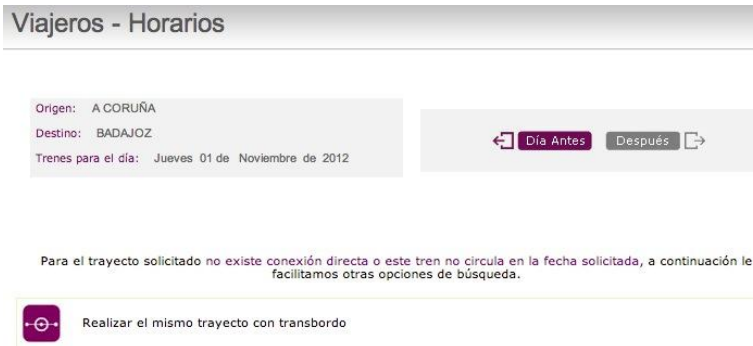 Viajeros - Horarios
Origen: A CORUÑA
Destino: BADAJOZ
Trenes para el día: Jueves 01 de Noviembre de 2012
Día Antes Después
Para el trayecto solicitado no existe conexión directa o este tren no circula en la fecha solicitada, a continuación le
facilitamos otras opciones de búsqueda.
Realizar el mismo trayecto con transbordo